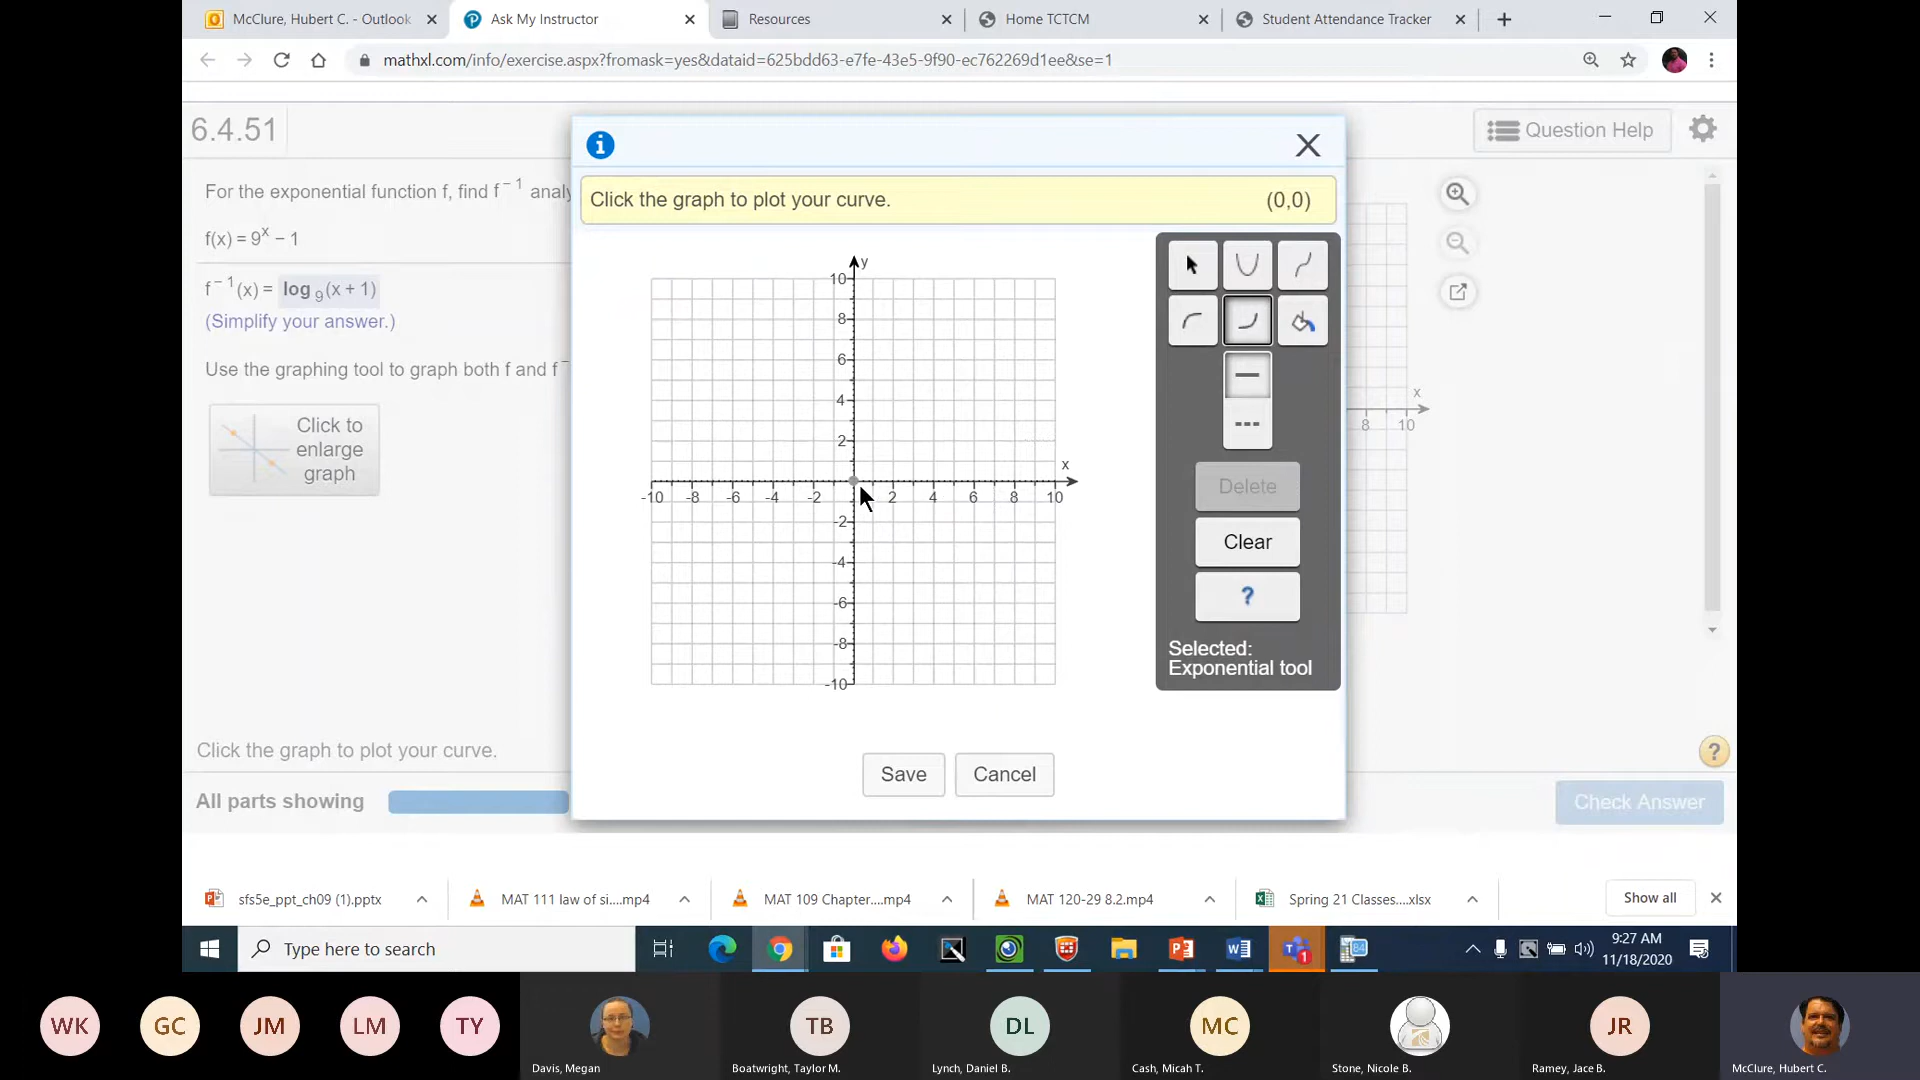 McClure, Hubert C. - Outlook
Ask My Instructor
Resources
Home TCTCM
Student Attendance Tracker
mathxl.com/info/exercise.aspx?fromask=yes&dataid=625bdd63-e7fe-43e5-9f90-ec762269d1ee&se=1
6.4.51
Question Help
For the exponential function f, find f⁻¹ analy
f(x) = 9ˣ − 1
f⁻¹(x) = log₉(x + 1)
(Simplify your answer.)
Use the graphing tool to graph both f and f⁻
Click to
enlarge
graph
Click the graph to plot your curve.
All parts showing
Click the graph to plot your curve.
(0,0)
y
10
8
6
4
2
x
-10 -8 -6 -4 -2 2 4 6 8 10
-2
-4
-6
-8
-10
Delete
Clear
?
Selected:
Exponential tool
Save
Cancel
x
8 10
?
Check Answer
sfs5e_ppt_ch09 (1).pptx
MAT 111 law of si....mp4
MAT 109 Chapter....mp4
MAT 120-29 8.2.mp4
Spring 21 Classes....xlsx
Show all
Type here to search
9:27 AM
11/18/2020
WK
GC
JM
LM
TY
Davis, Megan
TB
Boatwright, Taylor M.
DL
Lynch, Daniel B.
MC
Cash, Micah T.
Stone, Nicole B.
JR
Ramey, Jace B.
McClure, Hubert C.